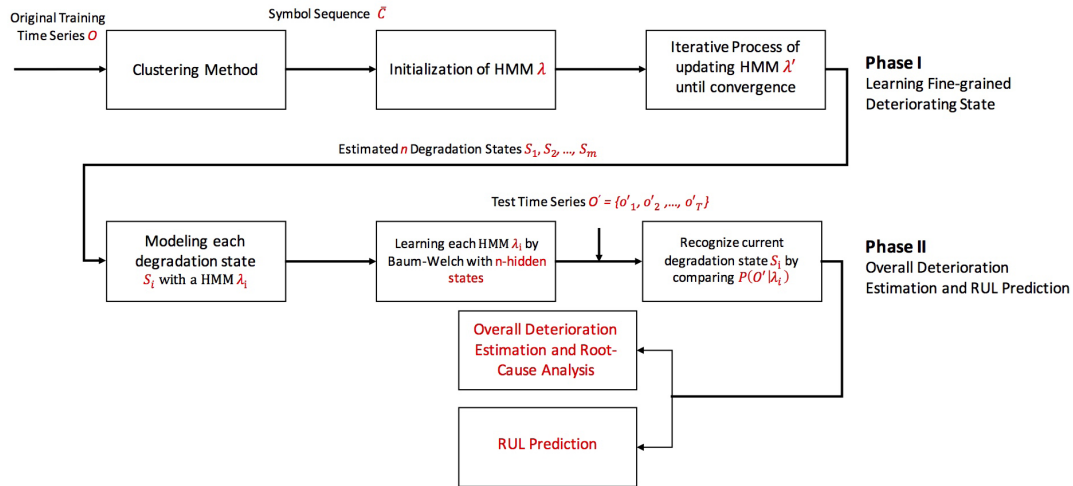 Original Training
Time Series O
Symbol Sequence C̄
Clustering Method
Initialization of HMM λ
Iterative Process of
updating HMM λ′
until convergence
Phase I
Learning Fine-grained
Deteriorating State
Estimated n Degradation States S₁, S₂, ..., Sₘ
Test Time Series O′ = {o′₁, o′₂ ,..., o′T}
Modeling each
degradation state
Sᵢ with a HMM λᵢ
Learning each HMM λᵢ by
Baum-Welch with n-hidden
states
Recognize current
degradation state Sᵢ by
comparing P(O′|λᵢ)
Phase II
Overall Deterioration
Estimation and RUL Prediction
Overall Deterioration
Estimation and Root-
Cause Analysis
RUL Prediction